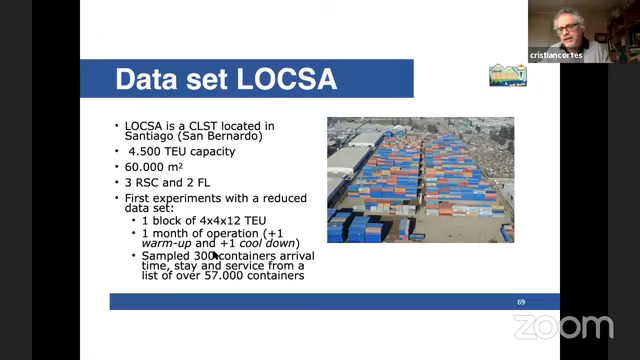 cristiancortes
Data set LOCSA
• LOCSA is a CLST located in
Santiago (San Bernardo)
• 4.500 TEU capacity
• 60.000 m2
• 3 RSC and 2 FL
• First experiments with a reduced
data set:
• 1 block of 4x4x12 TEU
• 1 month of operation (+1
warm-up and +1 cool down)
• Sampled 300 containers arrival
time, stay and service from a
list of over 57.000 containers
69
zoom